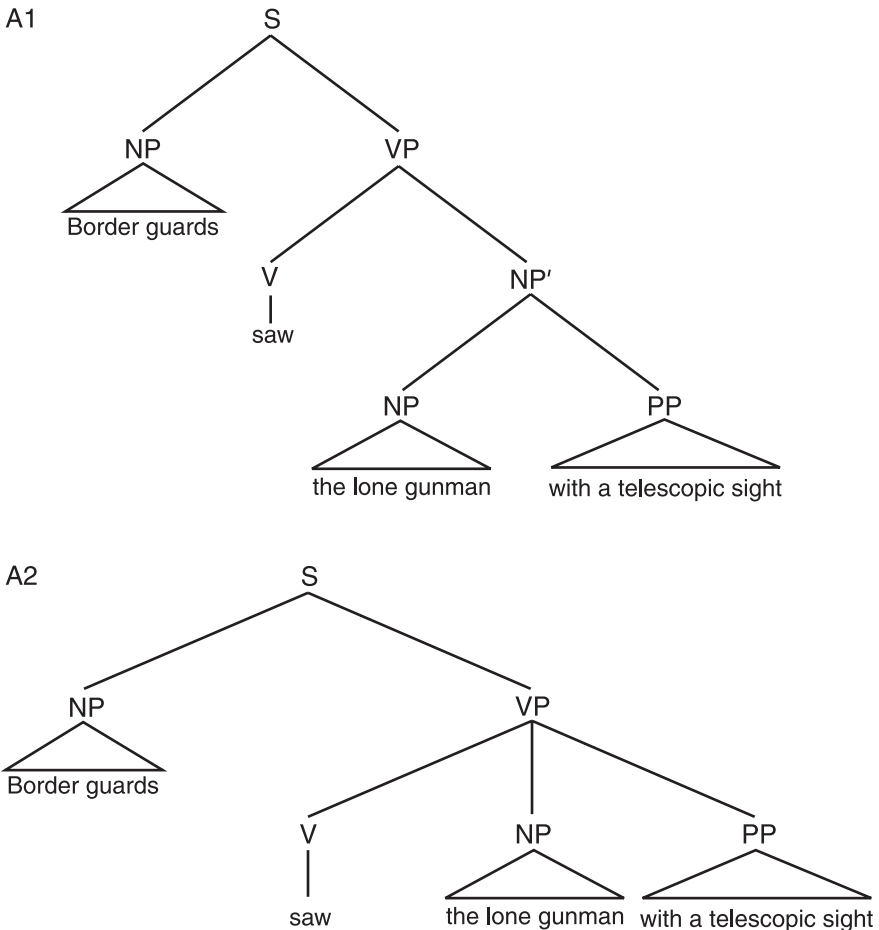 A1
S
NP VP
Border guards
V NP′
saw
NP PP
the lone gunman with a telescopic sight
A2
S
NP VP
Border guards
V NP PP
saw the lone gunman with a telescopic sight